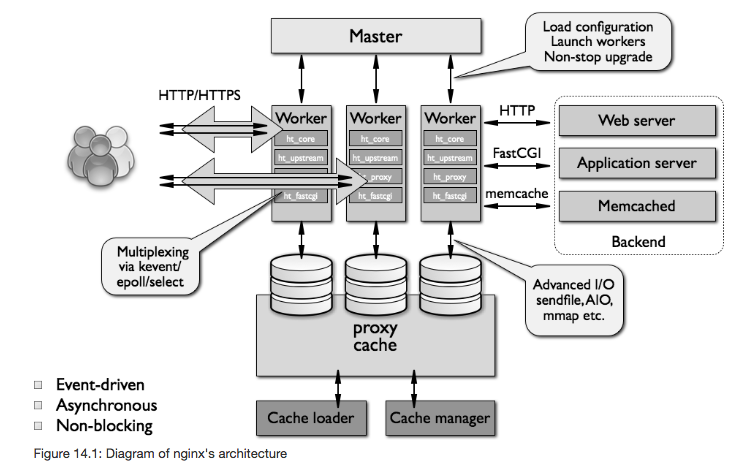 Master
Load configuration
Launch workers
Non-stop upgrade
HTTP/HTTPS
Worker
ht_core
ht_upstream
ht_fastcgi
Worker
ht_core
ht_upstream
_proxy
ht_fastcgi
Worker
ht_core
ht_upstream
ht_proxy
ht_fastcgi
HTTP
FastCGI
memcache
Web server
Application server
Memcached
Backend
Multiplexing
via kevent/
epoll/select
Advanced I/O
sendfile, AIO,
mmap etc.
proxy
cache
Cache loader
Cache manager
Event-driven
Asynchronous
Non-blocking
Figure 14.1: Diagram of nginx's architecture